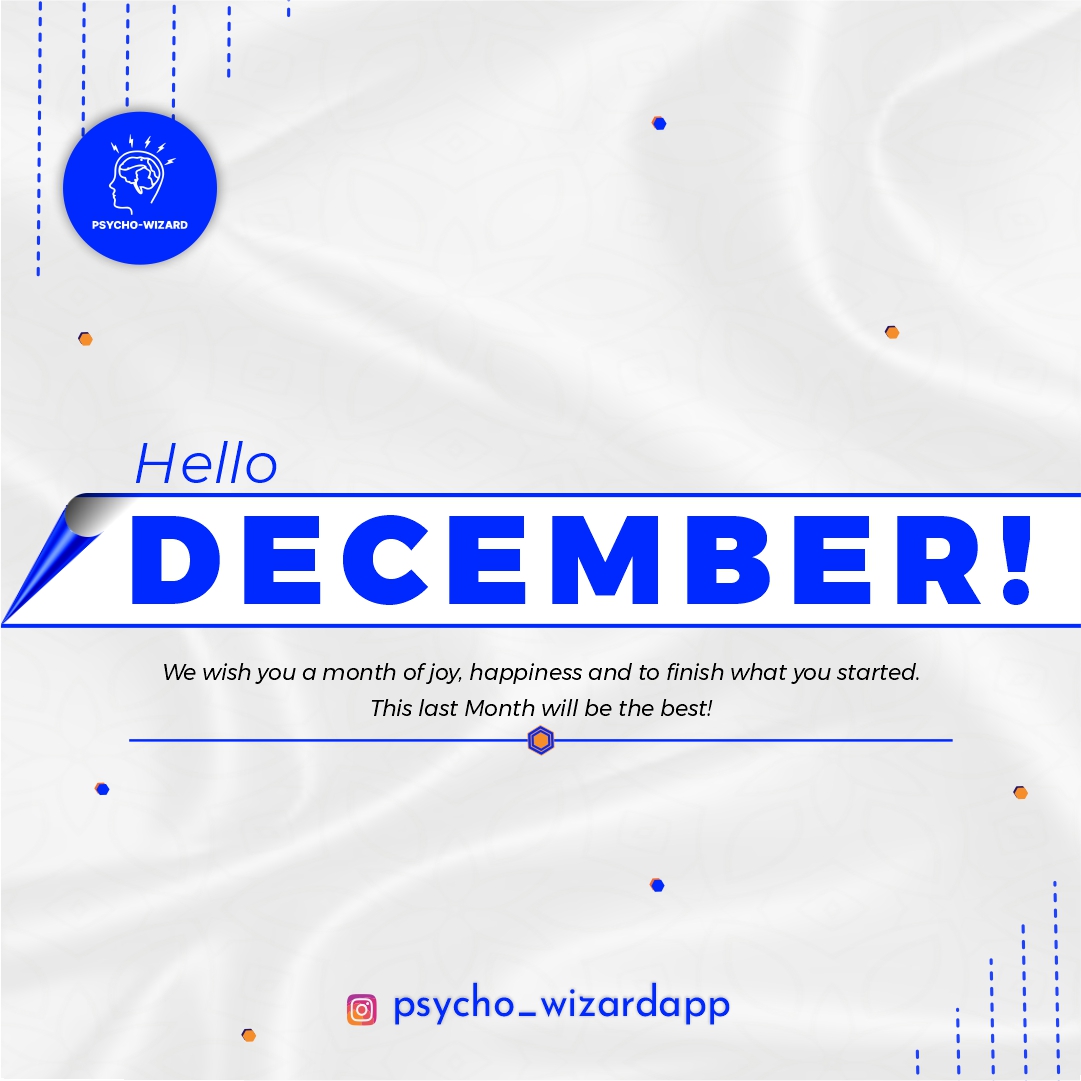 PSYCHO-WIZARD
Hello
DECEMBER!
We wish you a month of joy, happiness and to finish what you started.
This last Month will be the best!
psycho_wizardapp